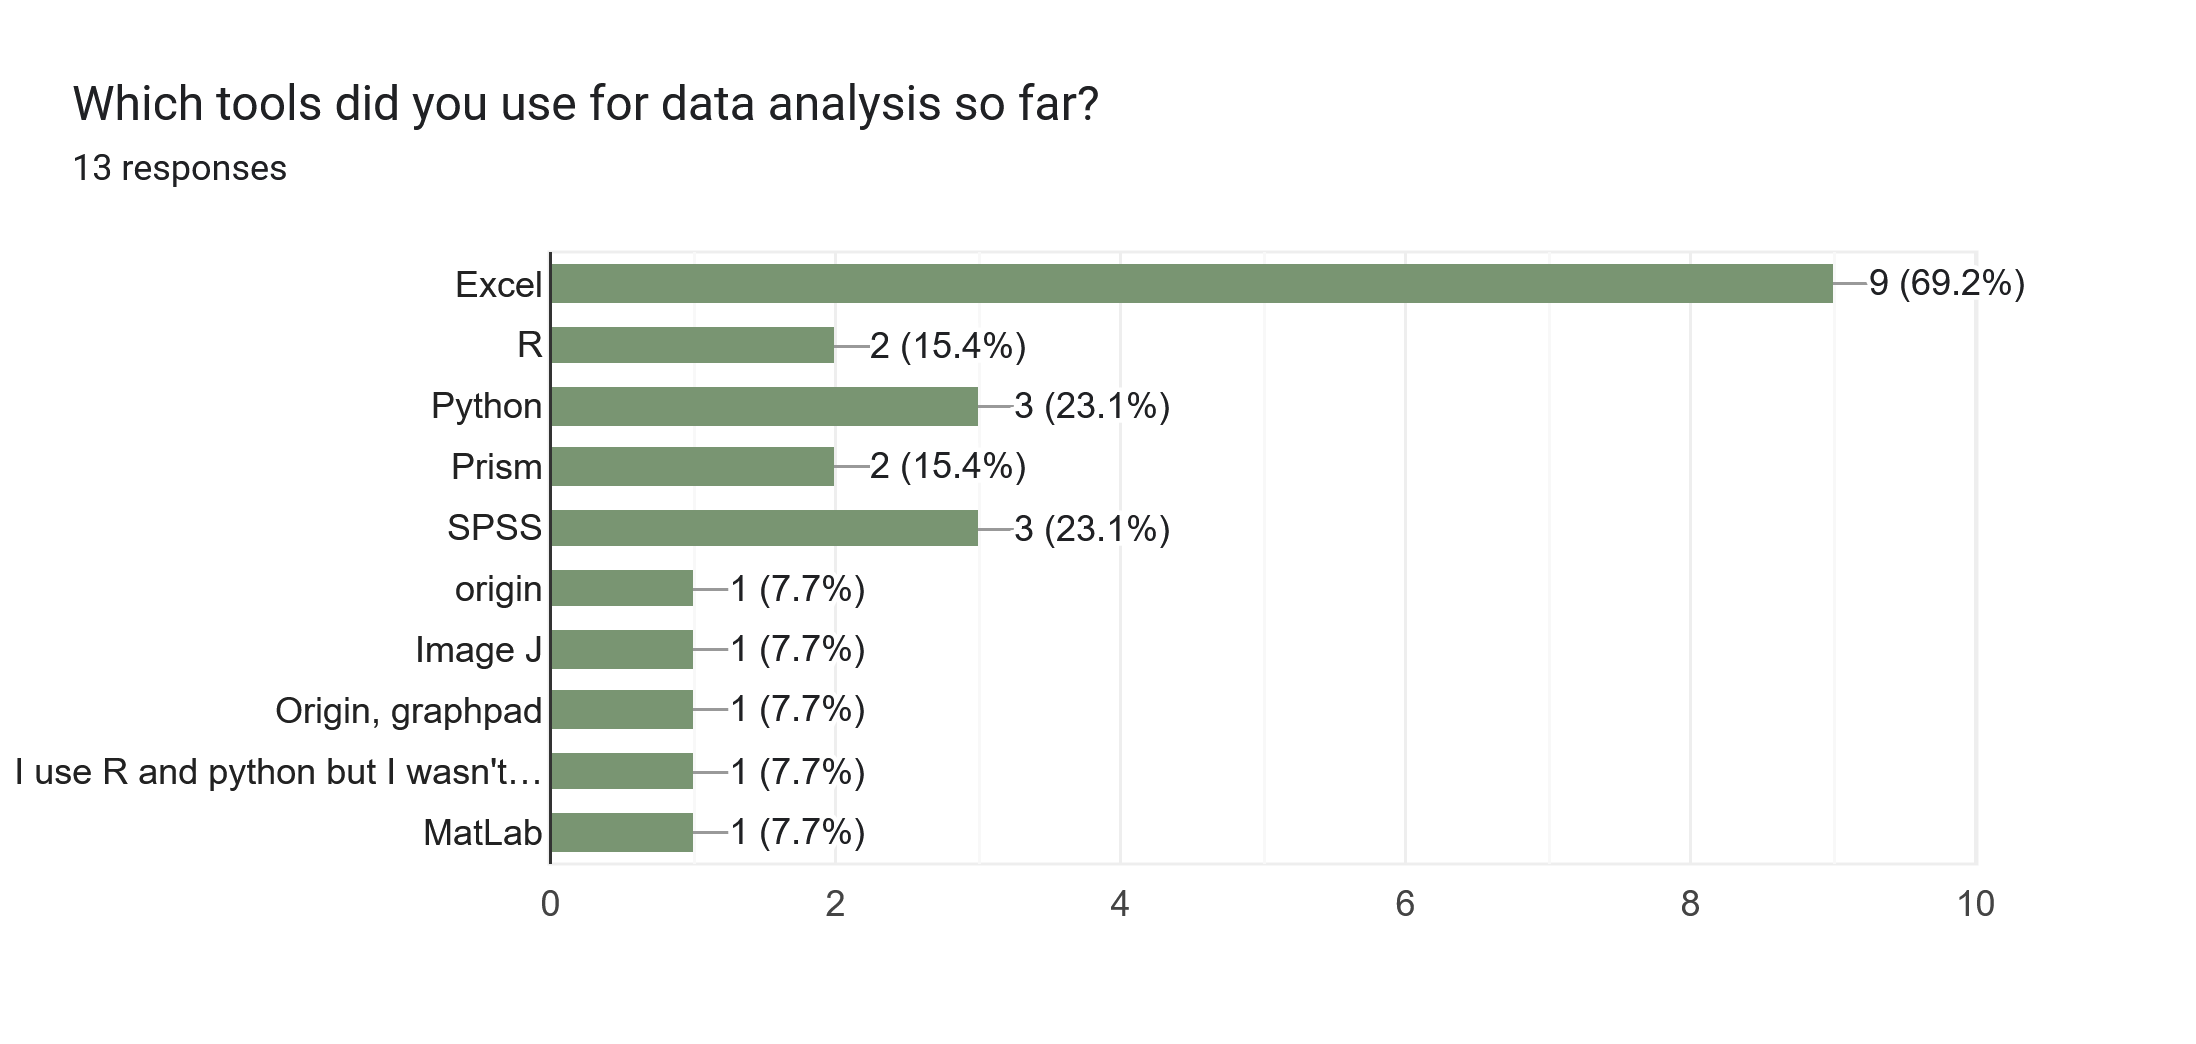 Which tools did you use for data analysis so far?
13 responses
Excel 9 (69.2%)
R 2 (15.4%)
Python 3 (23.1%)
Prism 2 (15.4%)
SPSS 3 (23.1%)
origin 1 (7.7%)
Image J 1 (7.7%)
Origin, graphpad 1 (7.7%)
I use R and python but I wasn't… 1 (7.7%)
MatLab 1 (7.7%)
0 2 4 6 8 10